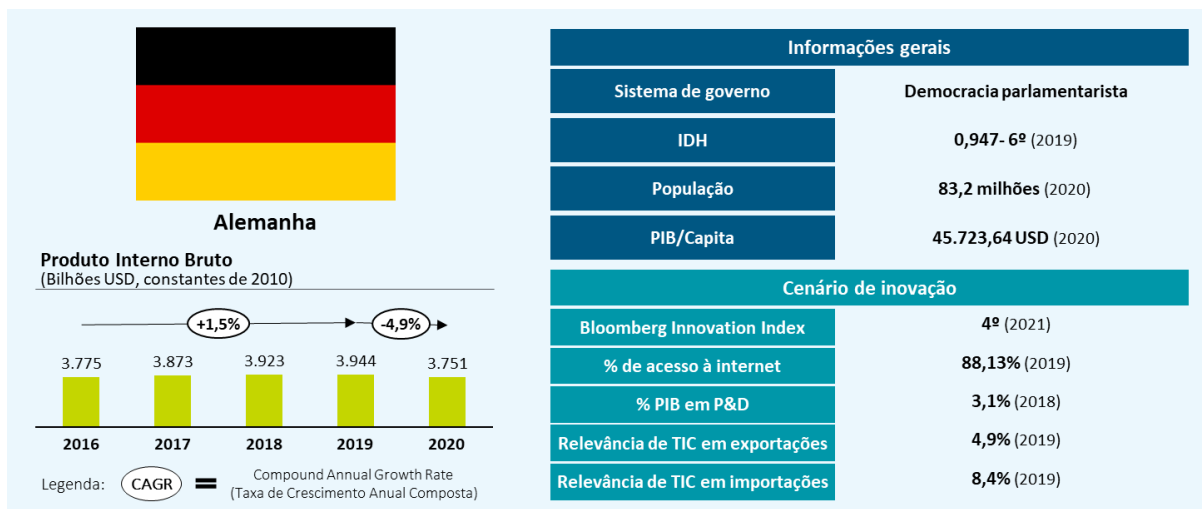 Alemanha
Produto Interno Bruto
(Bilhões USD, constantes de 2010)
+1,5% -4,9%
3.775 3.873 3.923 3.944 3.751
2016 2017 2018 2019 2020
Legenda: CAGR = Compound Annual Growth Rate
(Taxa de Crescimento Anual Composta)
Informações gerais
Sistema de governo Democracia parlamentarista
IDH 0,947- 6º (2019)
População 83,2 milhões (2020)
PIB/Capita 45.723,64 USD (2020)
Cenário de inovação
Bloomberg Innovation Index 4º (2021)
% de acesso à internet 88,13% (2019)
% PIB em P&D 3,1% (2018)
Relevância de TIC em exportações 4,9% (2019)
Relevância de TIC em importações 8,4% (2019)